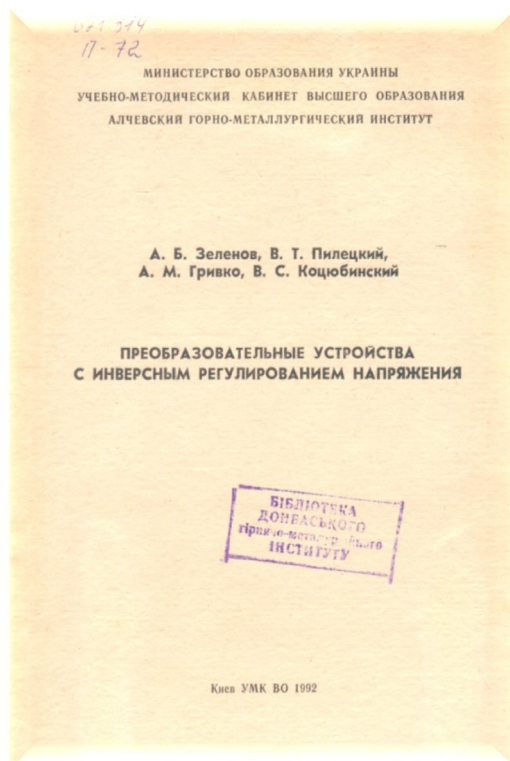 П-72
МИНИСТЕРСТВО ОБРАЗОВАНИЯ УКРАИНЫ
УЧЕБНО-МЕТОДИЧЕСКИЙ КАБИНЕТ ВЫСШЕГО ОБРАЗОВАНИЯ
АЛЧЕВСКИЙ ГОРНО-МЕТАЛЛУРГИЧЕСКИЙ ИНСТИТУТ
А. Б. Зеленов, В. Т. Пилецкий,
А. М. Гривко, В. С. Коцюбинский
ПРЕОБРАЗОВАТЕЛЬНЫЕ УСТРОЙСТВА
С ИНВЕРСНЫМ РЕГУЛИРОВАНИЕМ НАПРЯЖЕНИЯ
БІБЛІОТЕКА
ДОНБАСЬКОГО
ІНСТИТУТУ
Киев УМК ВО 1992